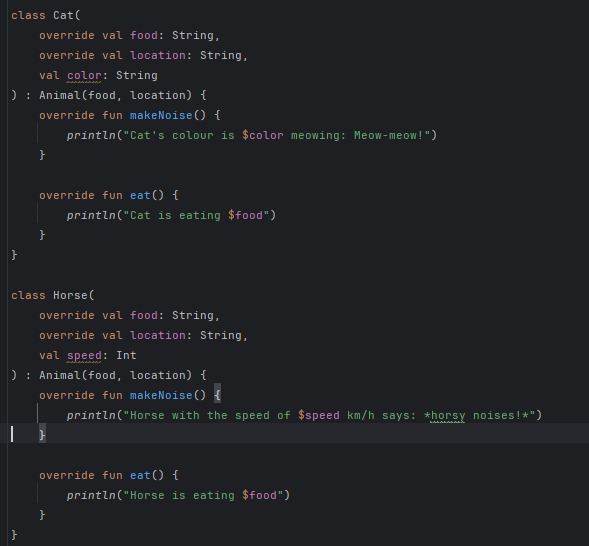 class Cat(
    override val food: String,
    override val location: String,
    val color: String
) : Animal(food, location) {
    override fun makeNoise() {
        println("Cat's colour is $color meowing: Meow-meow!")
    }

    override fun eat() {
        println("Cat is eating $food")
    }
}

class Horse(
    override val food: String,
    override val location: String,
    val speed: Int
) : Animal(food, location) {
    override fun makeNoise() {
        println("Horse with the speed of $speed km/h says: *horsy noises!*")
    }

    override fun eat() {
        println("Horse is eating $food")
    }
}